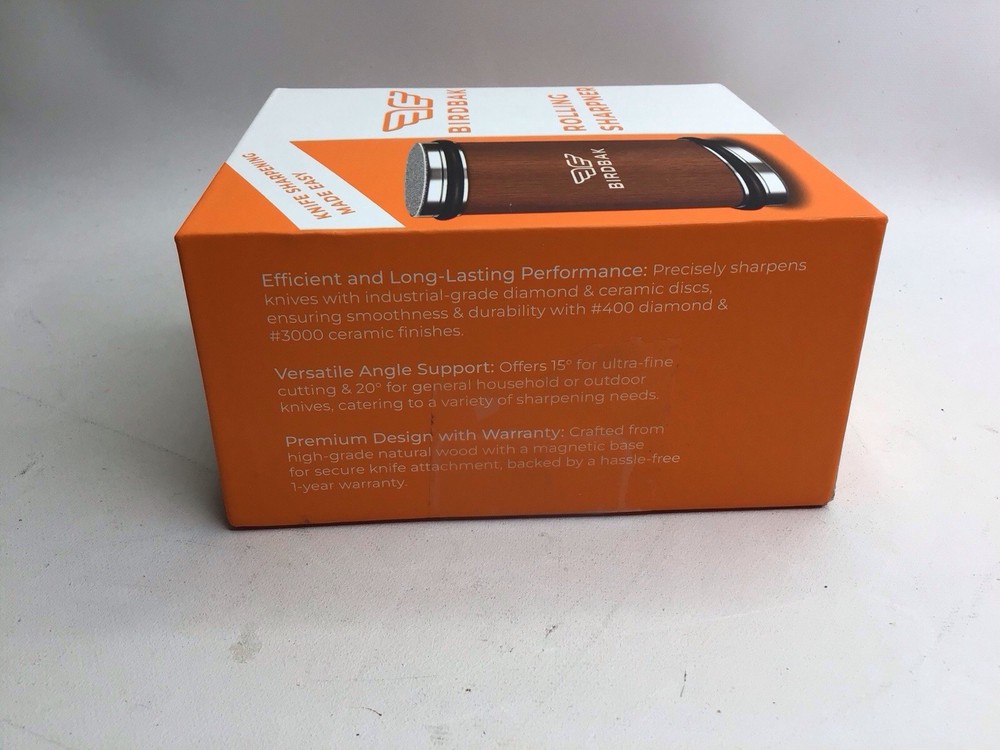 BIRDBAK
ROLLING
SHARPNER
KNIFE SHARPENING
MADE EASY
BIRDBAK
Efficient and Long-Lasting Performance: Precisely sharpens
knives with industrial-grade diamond & ceramic discs,
ensuring smoothness & durability with #400 diamond &
#3000 ceramic finishes.
Versatile Angle Support: Offers 15° for ultra-fine
cutting & 20° for general household or outdoor
knives, catering to a variety of sharpening needs.
Premium Design with Warranty: Crafted from
high-grade natural wood with a magnetic base
for secure knife attachment, backed by a hassle-free
1-year warranty.